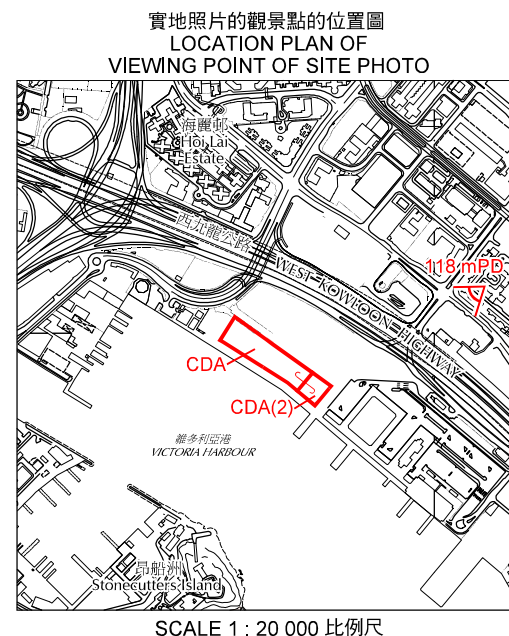 實地照片的觀景點的位置圖
LOCATION PLAN OF
VIEWING POINT OF SITE PHOTO
海麗邨
Hoi Lai
Estate
西九龍公路
WEST KOWLOON HIGHWAY
118 mPD
CDA
CDA(2)
維多利亞港
VICTORIA HARBOUR
昂船洲
Stonecutters Island
SCALE 1 : 20 000 比例尺